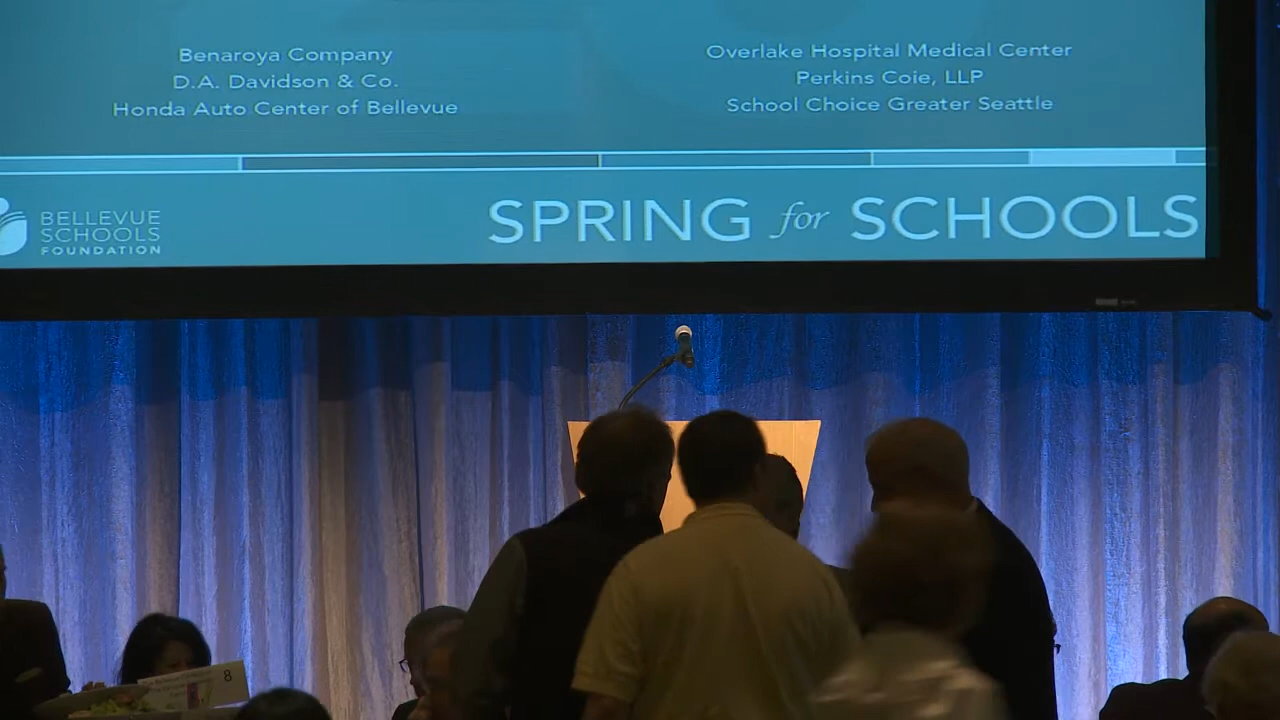 Benaroya Company
D.A. Davidson & Co.
Honda Auto Center of Bellevue
Overlake Hospital Medical Center
Perkins Coie, LLP
School Choice Greater Seattle
BELLEVUE
SCHOOLS
FOUNDATION
SPRING for SCHOOLS
8